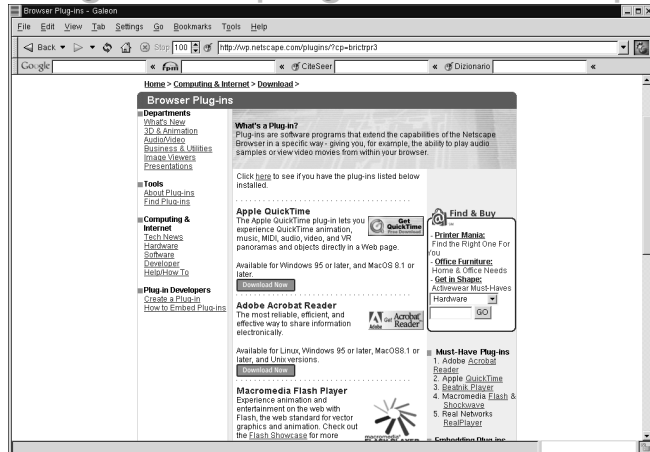 Browser Plug-ins - Galeon
File Edit View Tab Settings Go Bookmarks Tools Help
Back Stop 100 http://wp.netscape.com/plugins/?cp=brictrpr3
Google « fpm « CiteSeer « Dizionario «
Home > Computing & Internet > Download >
Browser Plug-ins
Departments
What's New
3D & Animation
Audio/Video
Business & Utilities
Image Viewers
Presentations
Tools
About Plug-ins
Find Plug-ins
Computing &
Internet
Tech News
Hardware
Software
Developer
Help/How To
Plug-in Developers
Create a Plug-in
How to Embed Plug-ins
What's a Plug-in?
Plug-ins are software programs that extend the capabilities of the Netscape
Browser in a specific way - giving you, for example, the ability to play audio
samples or view video movies from within your browser.
Click here to see if you have the plug-ins listed below
installed.
Apple QuickTime
The Apple QuickTime plug-in lets you
experience QuickTime animation,
music, MIDI, audio, video, and VR
panoramas and objects directly in a Web page.
Get
QuickTime
Free Download
Available for Windows 95 or later, and MacOS 8.1 or
later.
Download Now
Adobe Acrobat Reader
The most reliable, efficient, and
effective way to share information
electronically.
Adobe
Get Acrobat
Reader
Available for Linux, Windows 95 or later, MacOS8.1 or
later, and Unix versions.
Download Now
Macromedia Flash Player
Experience animation and
entertainment on the web with
Flash, the web standard for vector
graphics and animation. Check out
the Flash Showcase for more
macromedia
FLASH PLAYER
Find & Buy
- Printer Mania:
Find the Right One For
You
- Office Furniture:
Home & Office Needs
- Get in Shape:
Activewear Must-Haves
Hardware
GO
Must-Have Plug-ins
1. Adobe Acrobat
Reader
2. Apple QuickTime
3. Beatnik Player
4. Macromedia Flash &
Shockwave
5. Real Networks
RealPlayer
Embedding Plug-ins